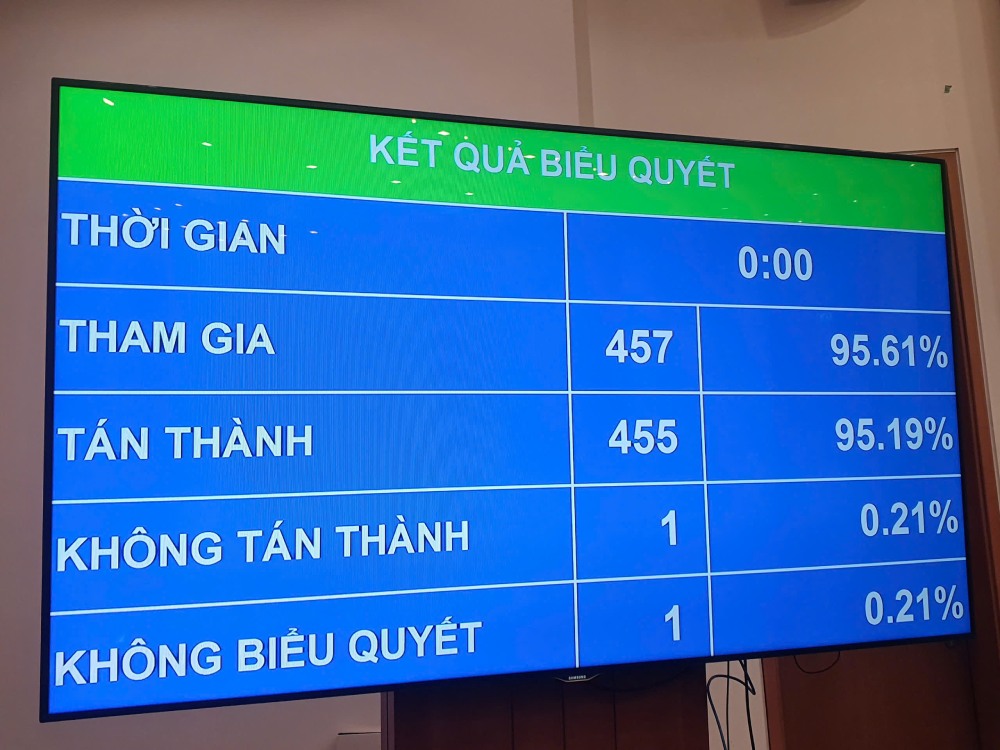 KẾT QUẢ BIỂU QUYẾT
THỜI GIAN 0:00
THAM GIA 457 95.61%
TÁN THÀNH 455 95.19%
KHÔNG TÁN THÀNH 1 0.21%
KHÔNG BIỂU QUYẾT 1 0.21%
SAMSUNG